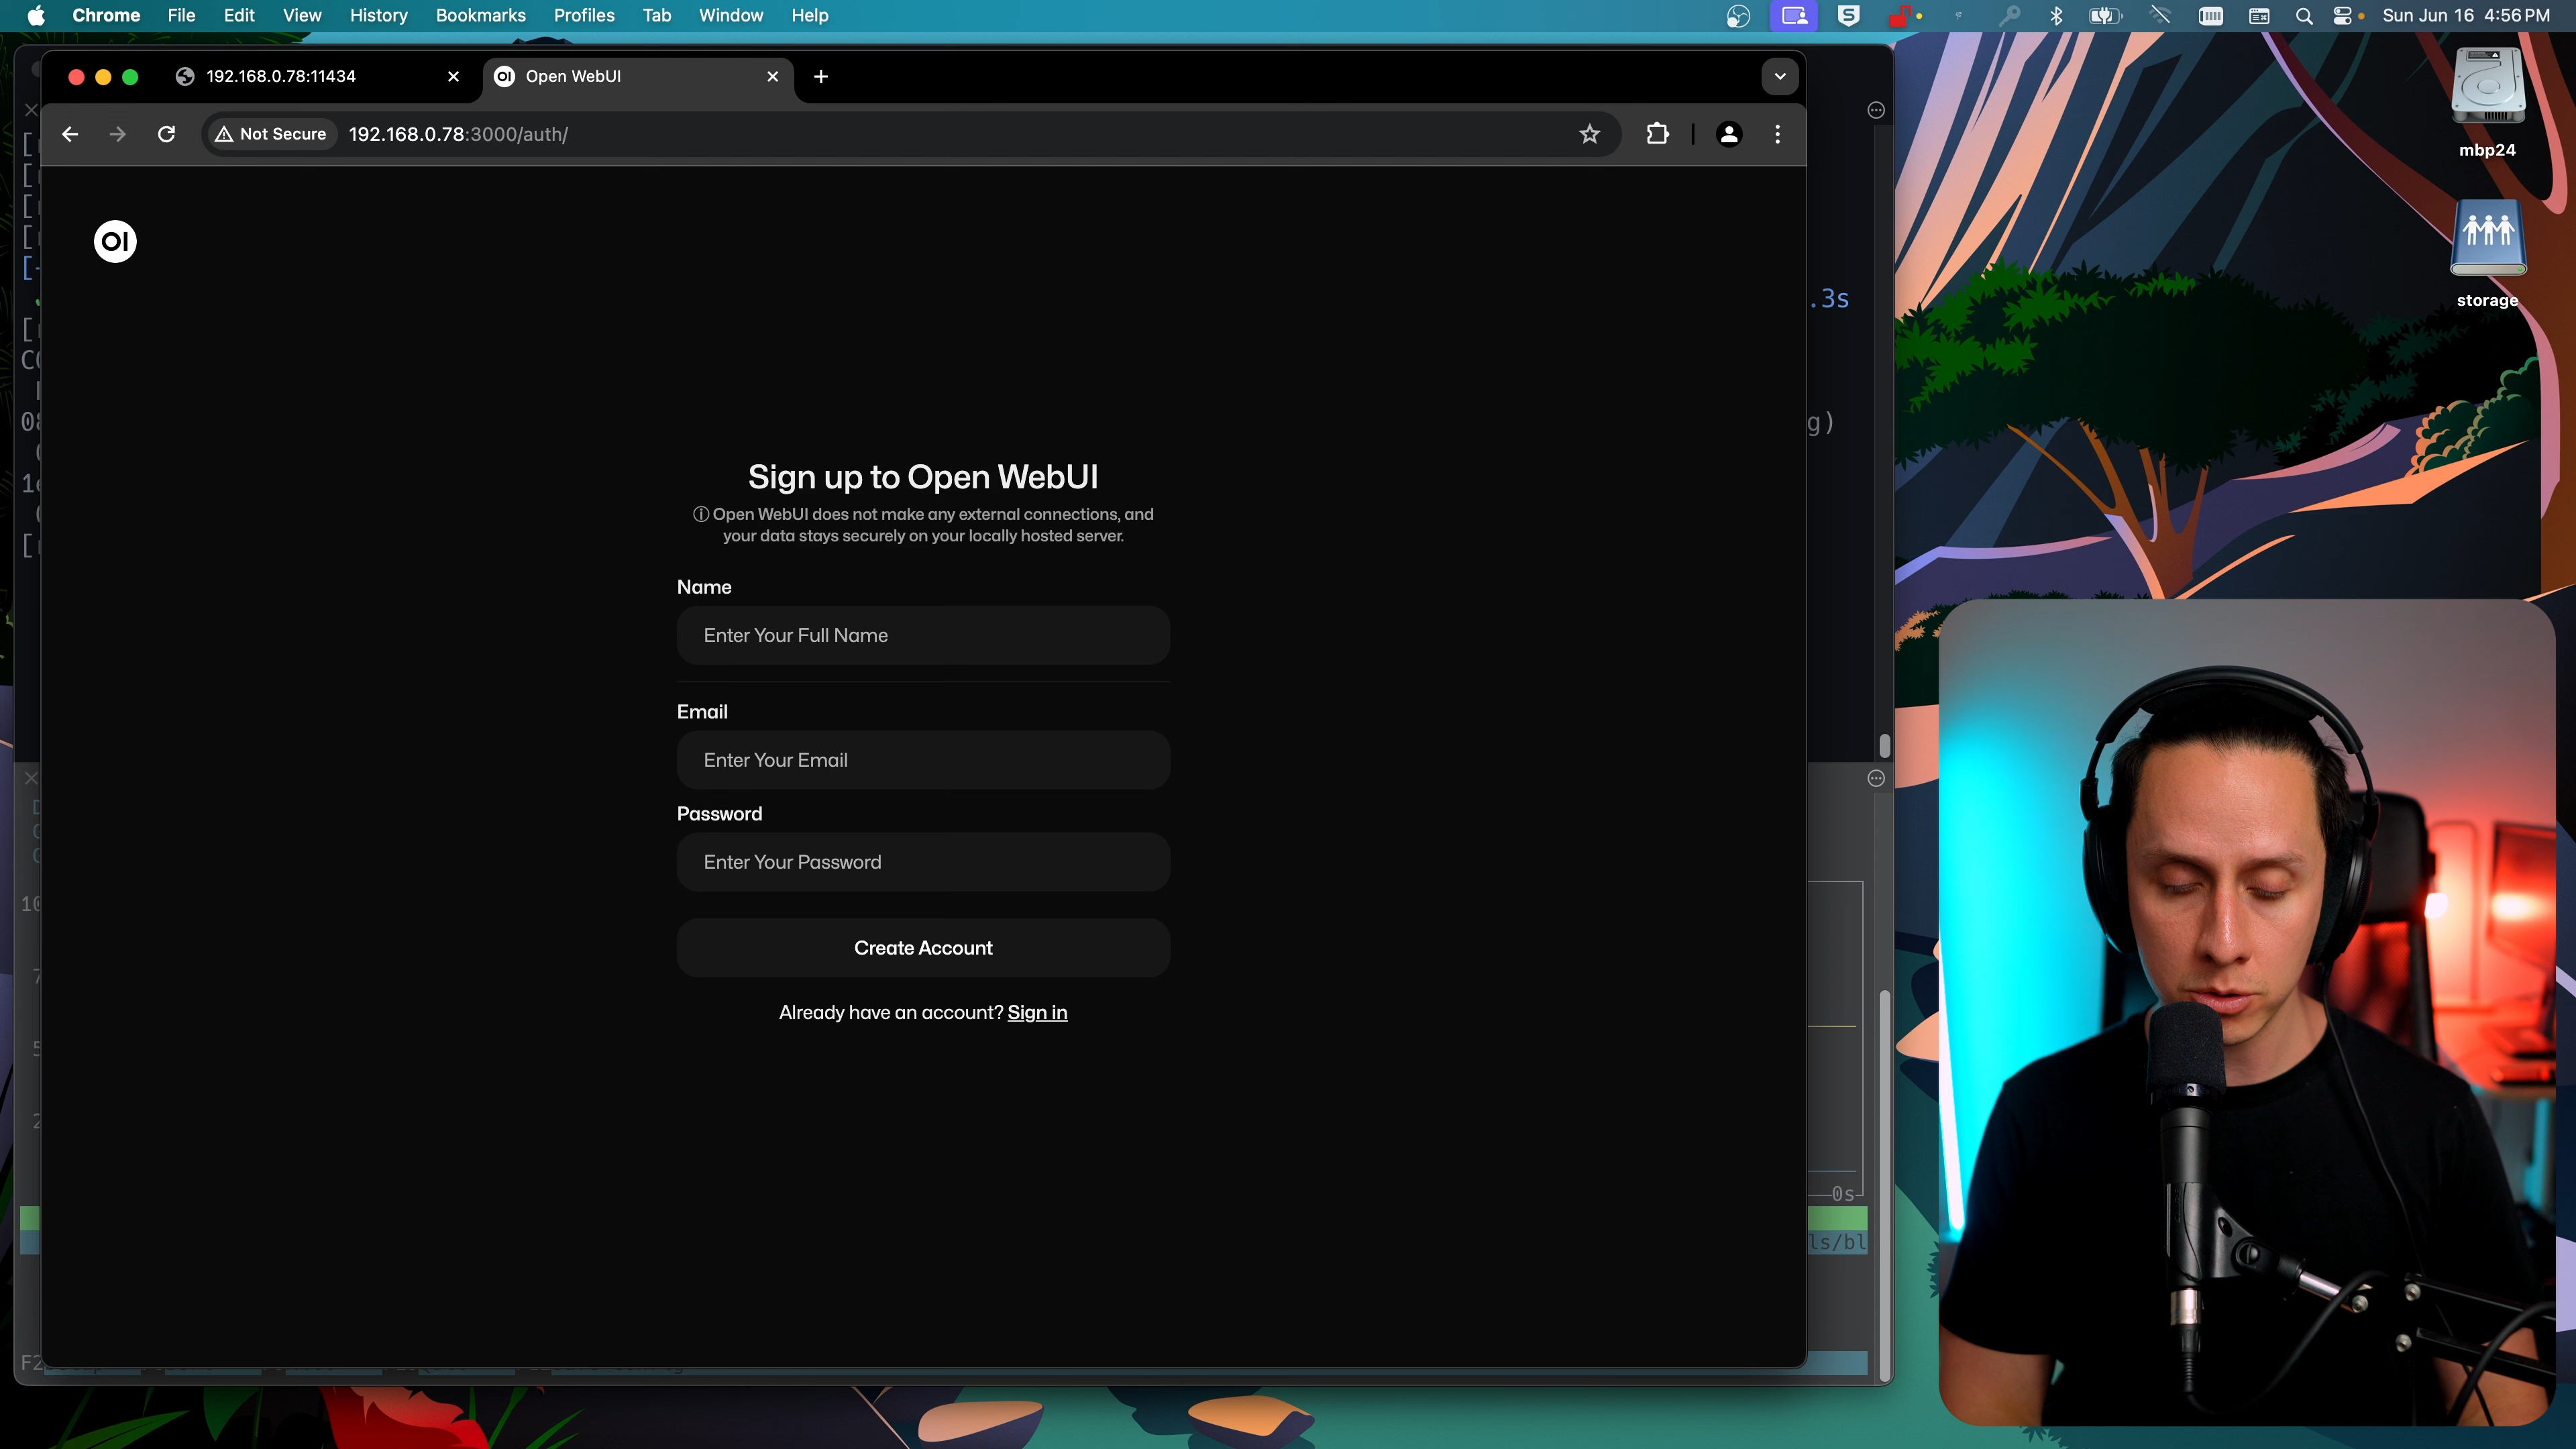 Chrome File Edit View History Bookmarks Profiles Tab Window Help
Sun Jun 16 4:56 PM
192.168.0.78:11434
Open WebUI
Not Secure 192.168.0.78:3000/auth/
mbp24
storage
OI
.3s
g)
Sign up to Open WebUI
Open WebUI does not make any external connections, and
your data stays securely on your locally hosted server.
Name
Enter Your Full Name
Email
Enter Your Email
Password
Enter Your Password
Create Account
Already have an account? Sign in
0s
ls/bl
F2